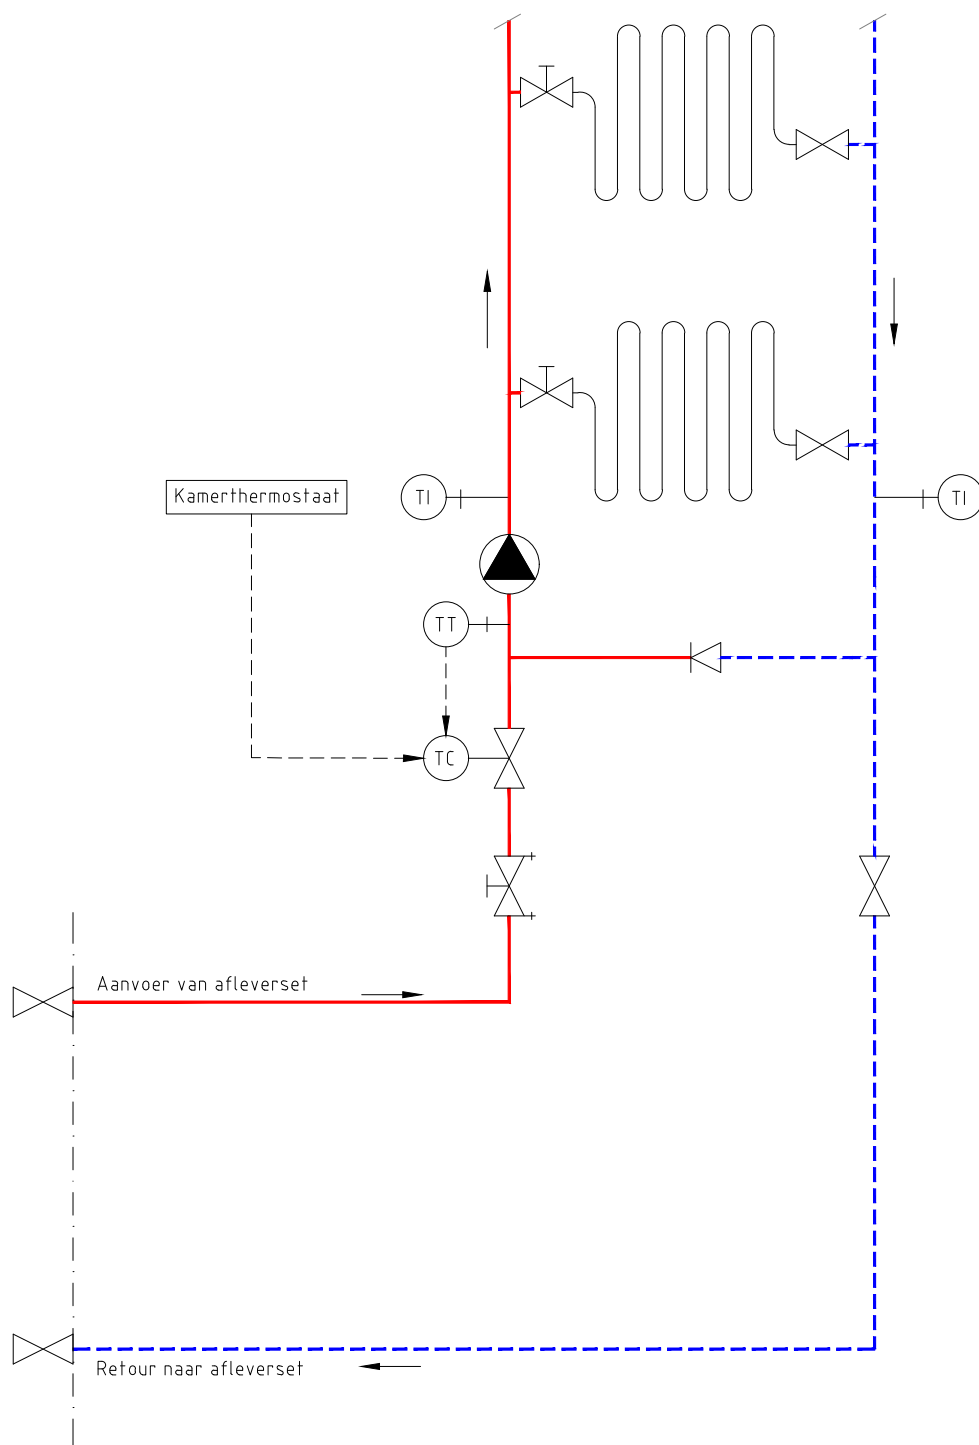 Kamerthermostaat
TI
TI
TT
TC
Aanvoer van afleverset
Retour naar afleverset